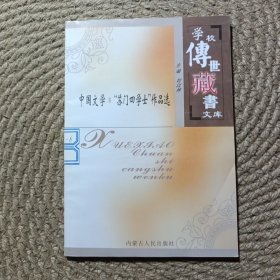 学校
傳世
藏書
文库
中国文学：“苏门四学士”作品选
XUEXIAO
Chuan
shi
cangshu
wenku
内蒙古人民出版社